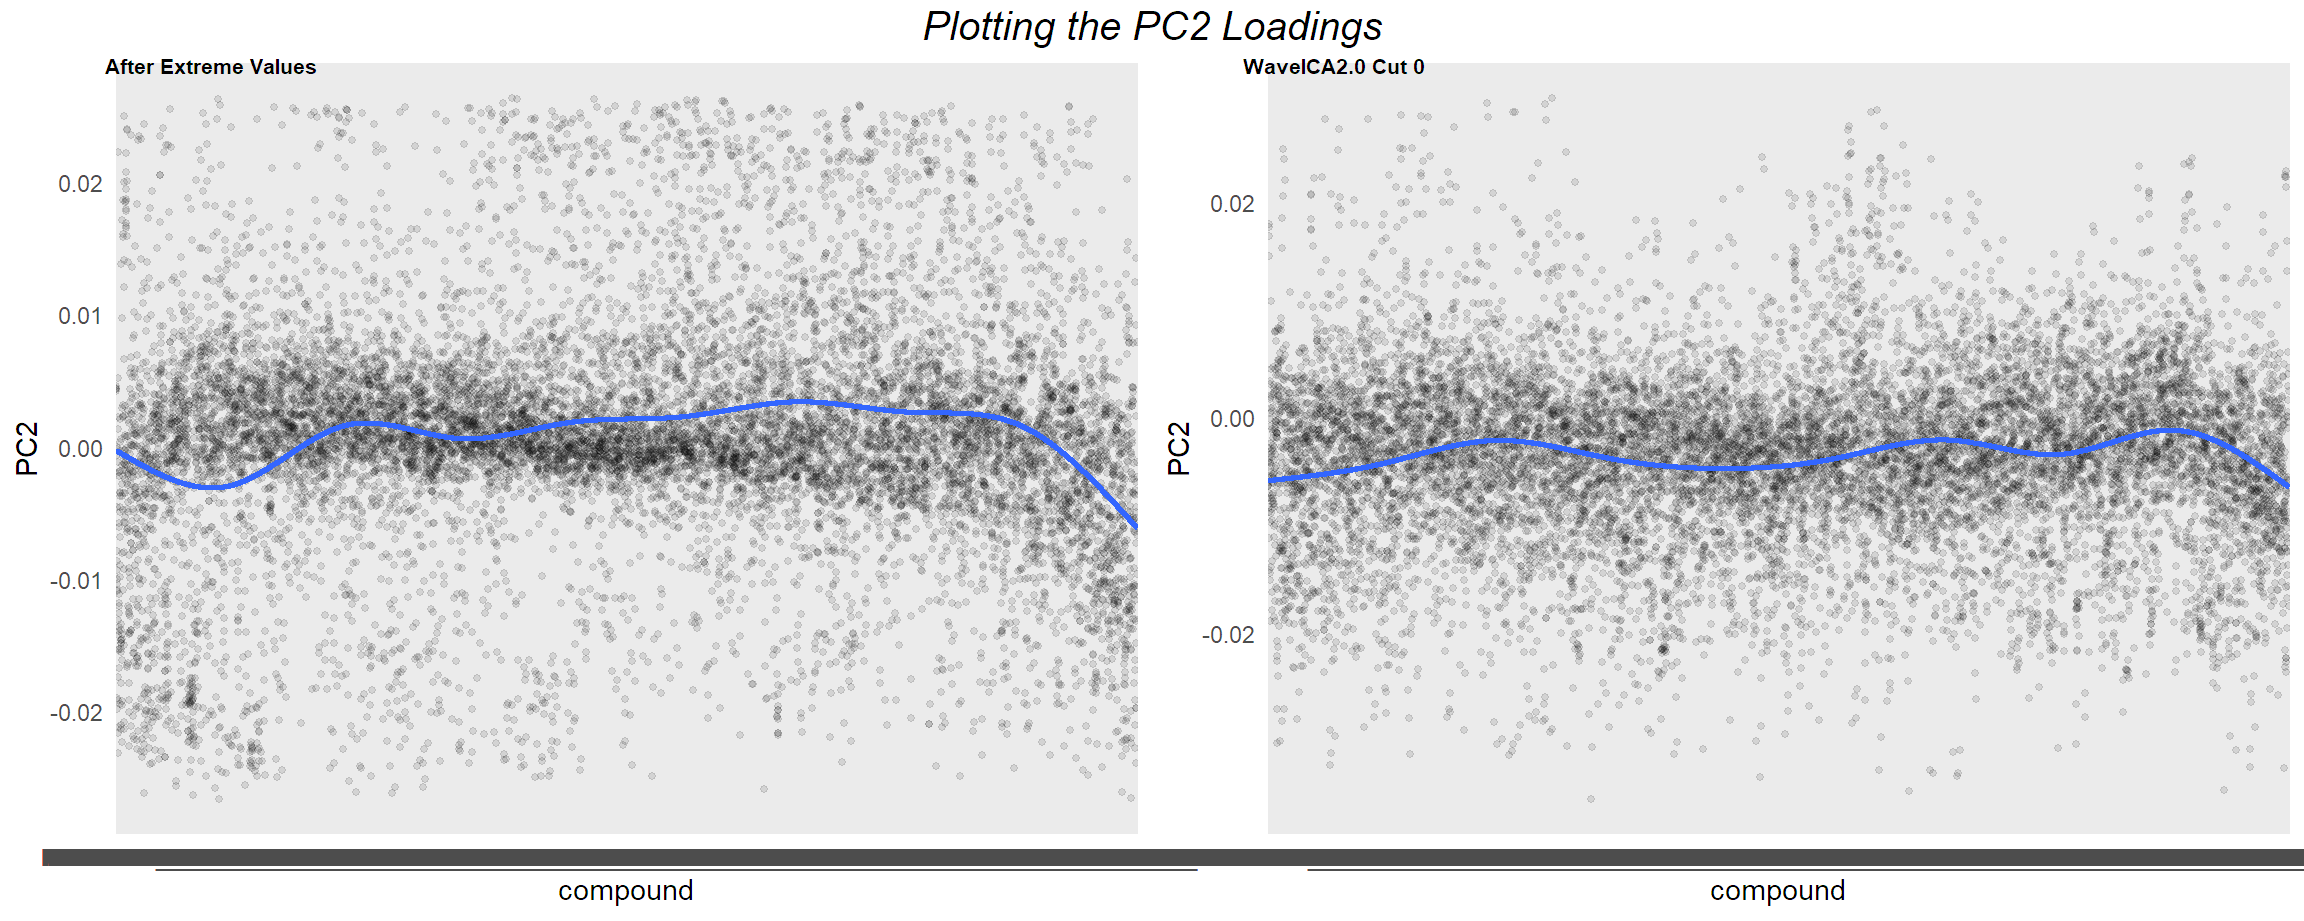 Plotting the PC2 Loadings
After Extreme Values
WaveICA2.0 Cut 0
PC2
0.02
0.01
0.00
-0.01
-0.02
compound
PC2
0.02
0.00
-0.02
compound